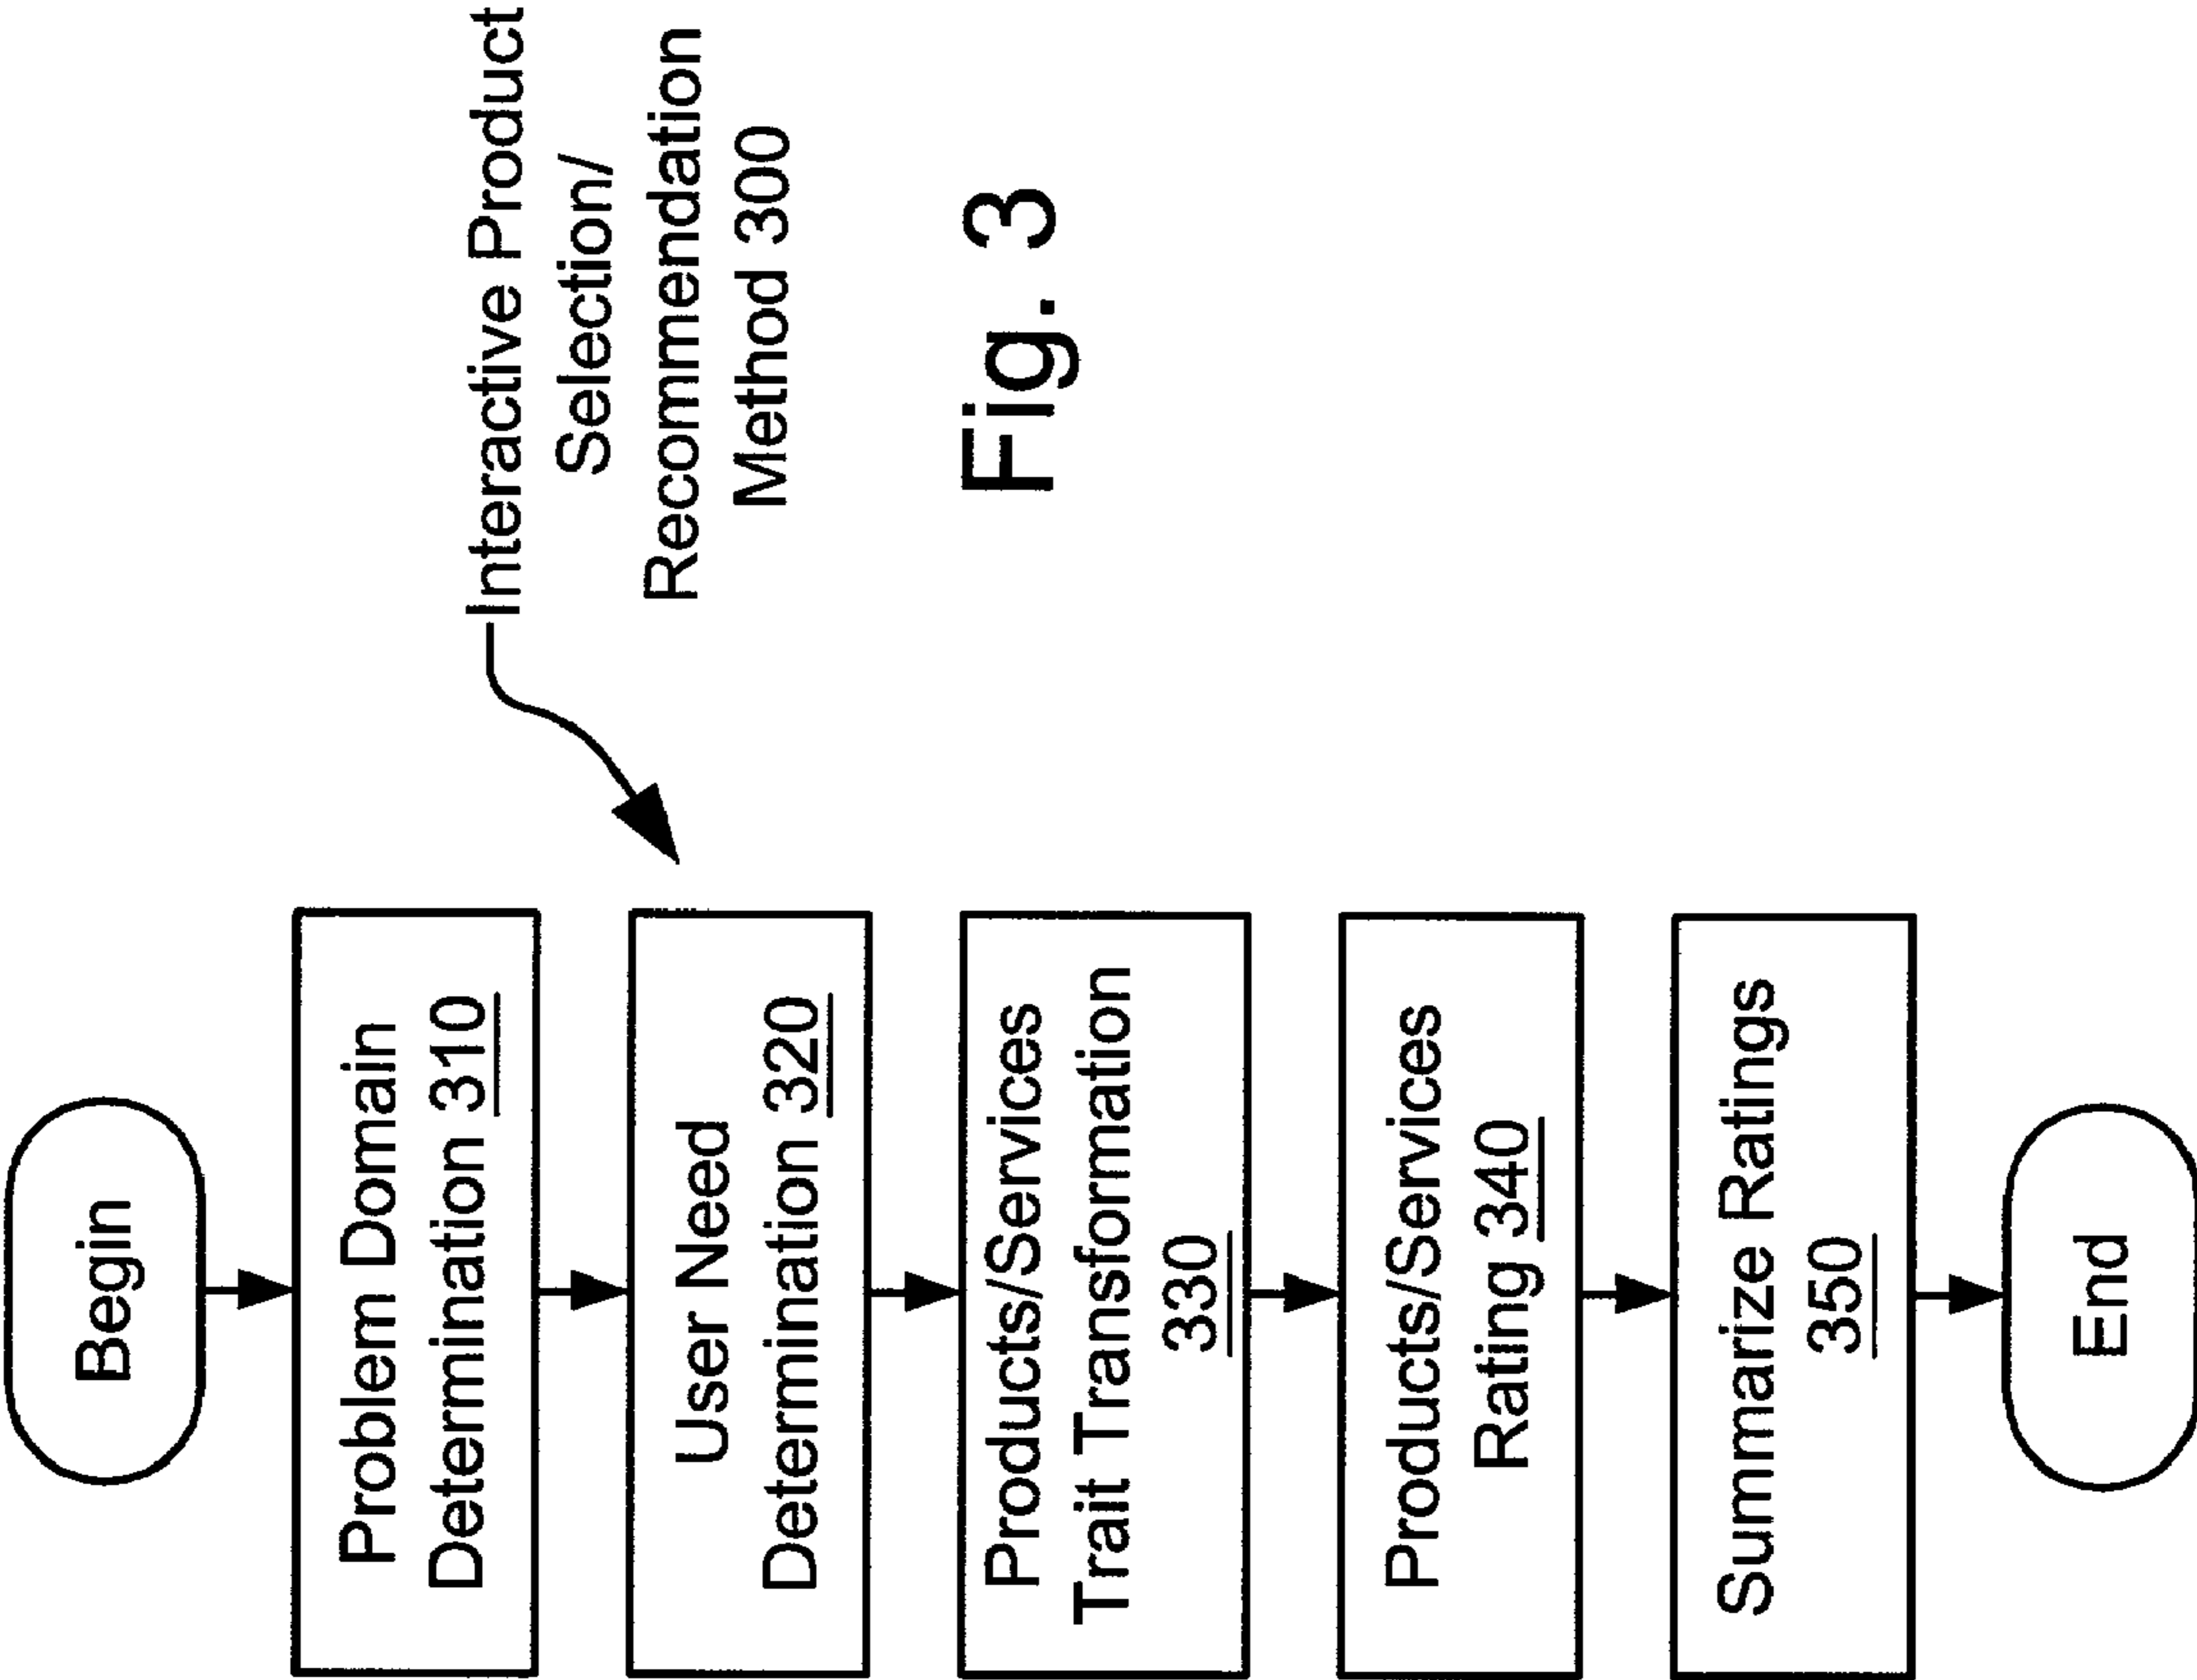 Begin
Problem Domain
Determination 310
User Need
Determination 320
Products/Services
Trait Transformation
330
Products/Services
Rating 340
Summarize Ratings
350
End
Interactive Product
Selection/
Recommendation
Method 300
Fig. 3